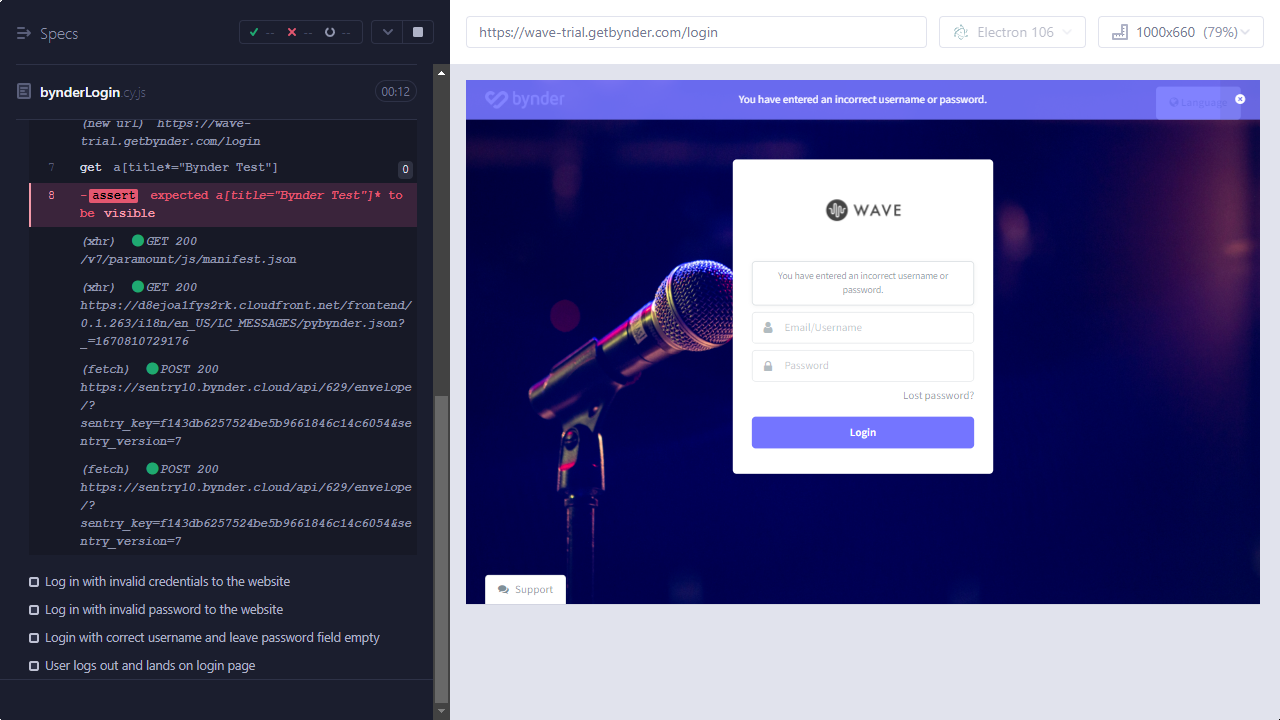 Specs
--
--
--
https://wave-trial.getbynder.com/login
Electron 106
1000x660 (79%)
bynderLogin.cy.js
00:12
(new url) https://wave-
trial.getbynder.com/login
7 get a[title*="Bynder Test"] 0
8 -assert expected a[title="Bynder Test"]* to
be visible
(xhr) GET 200
/v7/paramount/js/manifest.json
(xhr) GET 200
https://d8ejoa1fys2rk.cloudfront.net/frontend/
0.1.263/i18n/en_US/LC_MESSAGES/pybynder.json?
_=1670810729176
(fetch) POST 200
https://sentry10.bynder.cloud/api/629/envelope
/?
sentry_key=f143db6257524be5b9661846c14c6054&se
ntry_version=7
(fetch) POST 200
https://sentry10.bynder.cloud/api/629/envelope
/?
sentry_key=f143db6257524be5b9661846c14c6054&se
ntry_version=7
Log in with invalid credentials to the website
Log in with invalid password to the website
Login with correct username and leave password field empty
User logs out and lands on login page
bynder
You have entered an incorrect username or password.
Language
WAVE
You have entered an incorrect username or
password.
Email/Username
Password
Lost password?
Login
Support